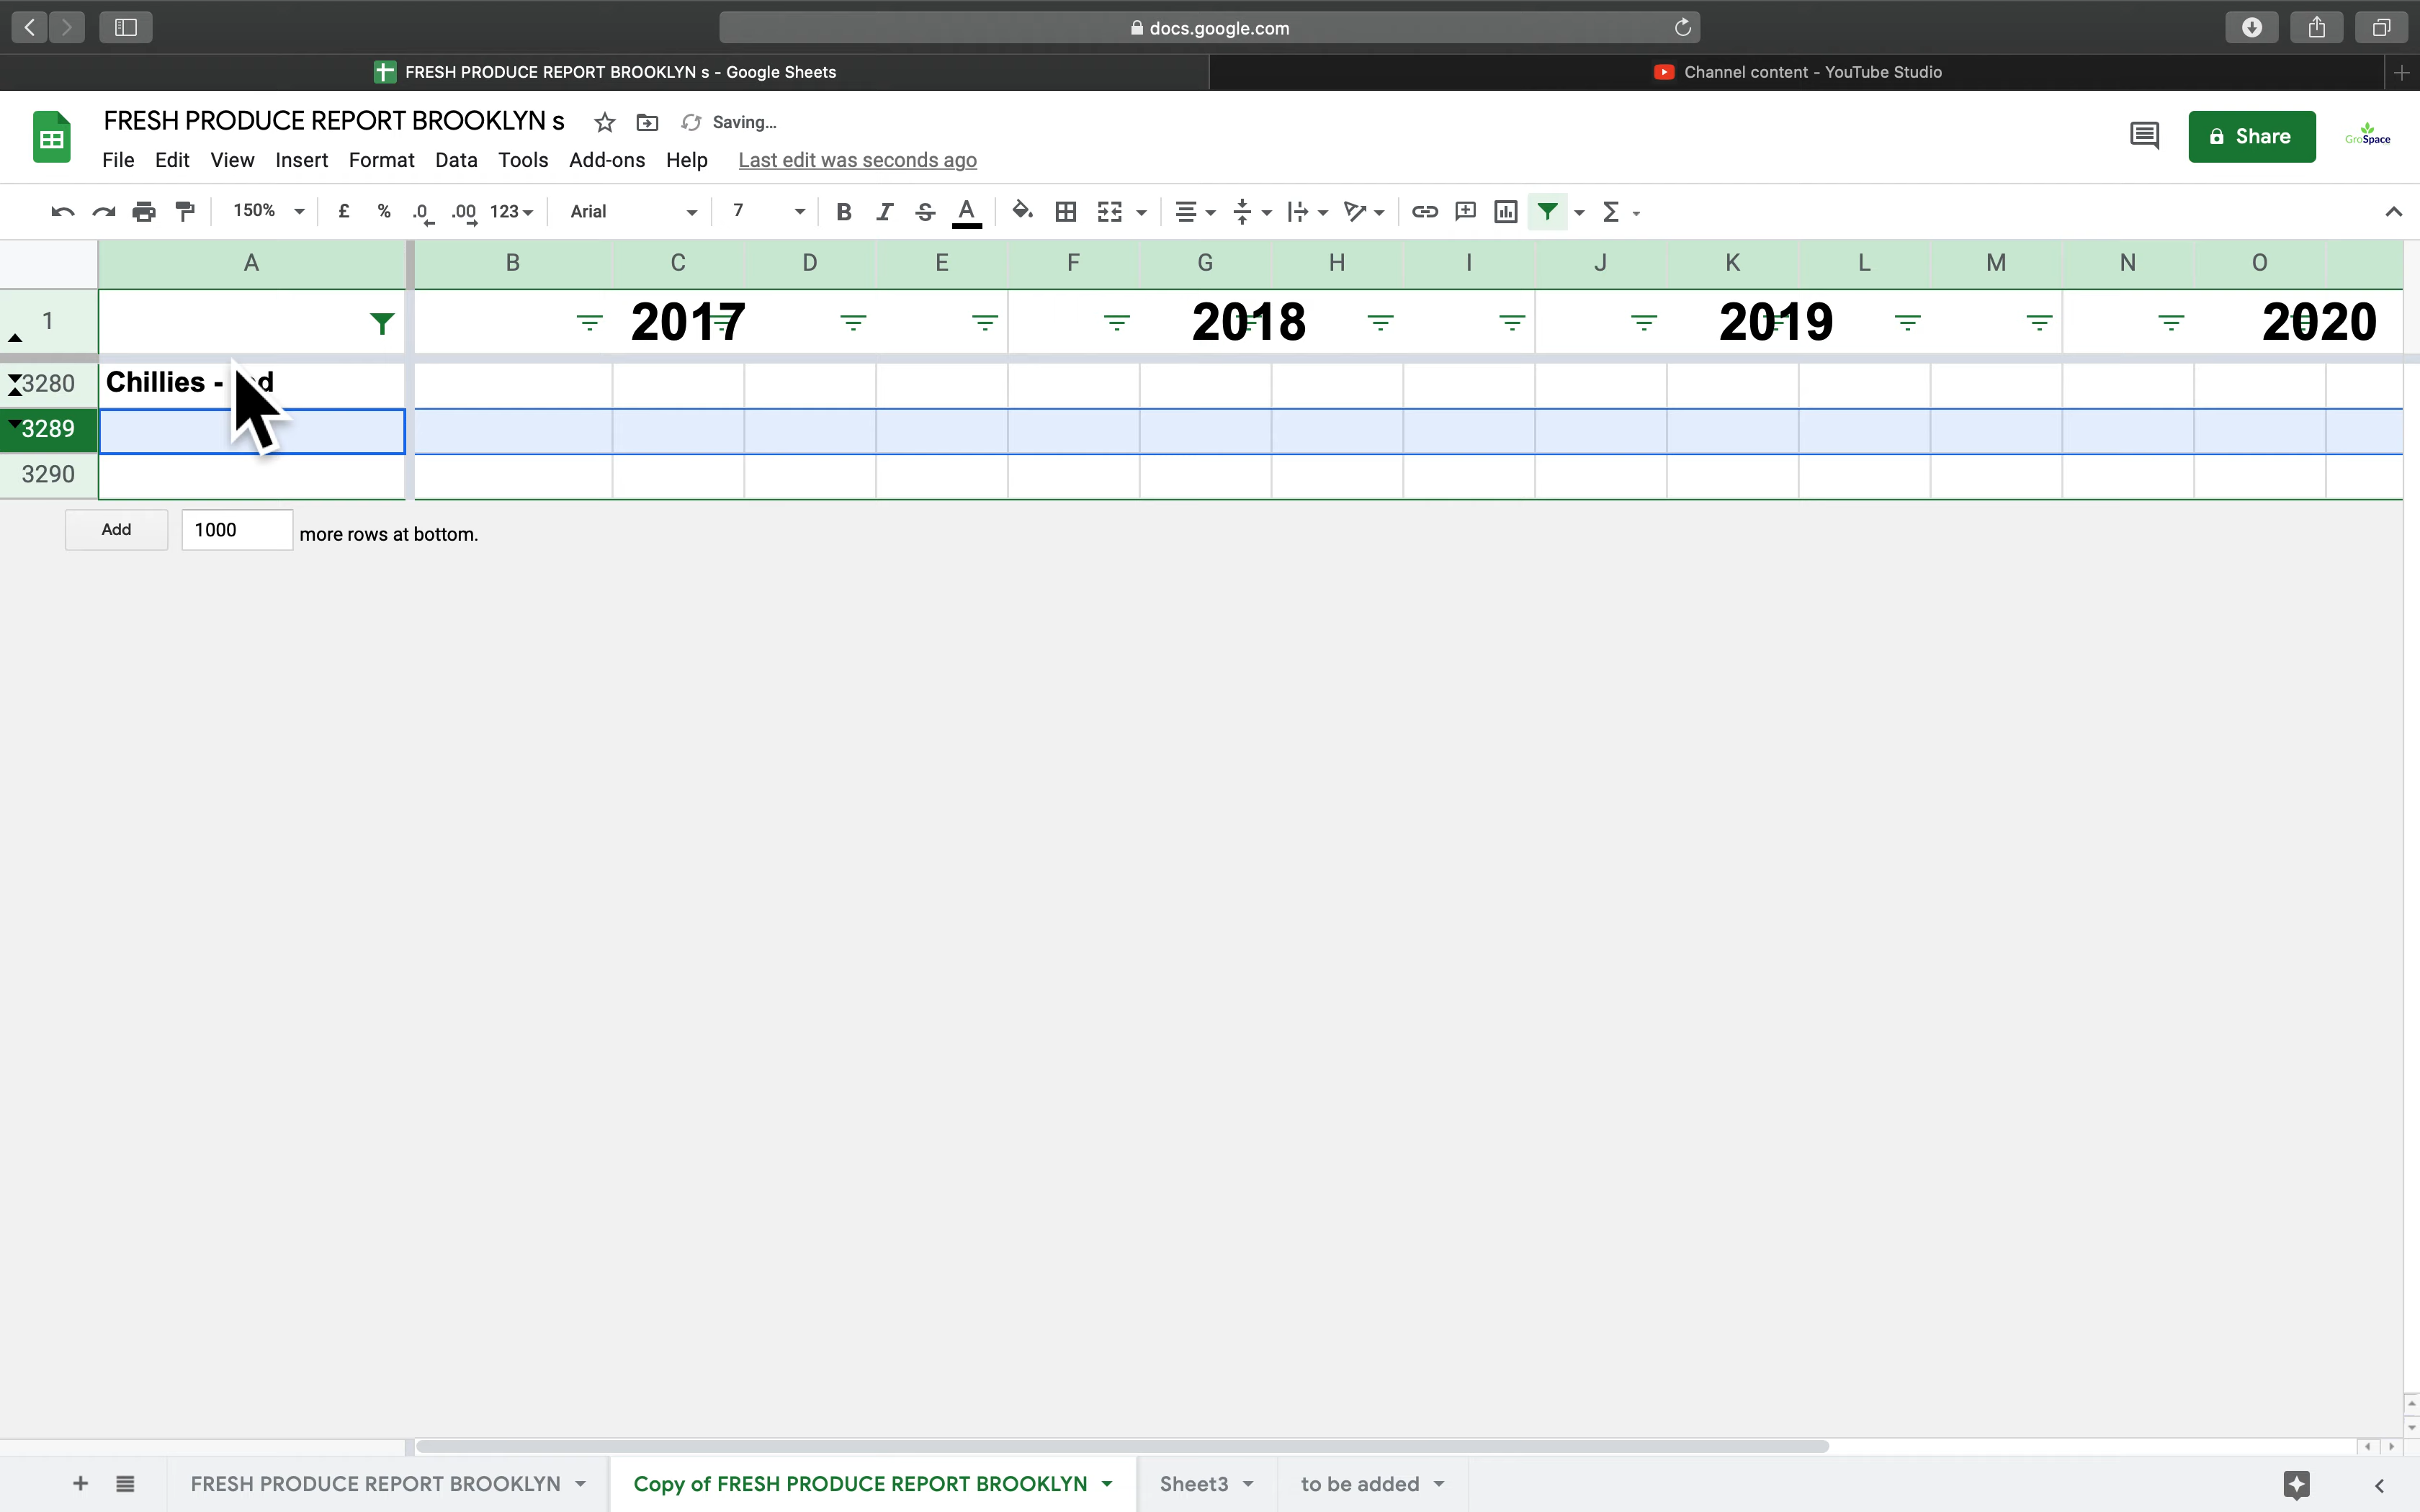 docs.google.com
FRESH PRODUCE REPORT BROOKLYN s - Google Sheets
Channel content - YouTube Studio
FRESH PRODUCE REPORT BROOKLYN s
Saving...
Share
GroSpace
File Edit View Insert Format Data Tools Add-ons Help Last edit was seconds ago
150% £ % .0 .00 123 Arial 7 B I S A Σ
A B C D E F G H I J K L M N O
1 2017 2018 2019 2020
3280 Chillies -
3289
3290
Add 1000 more rows at bottom.
FRESH PRODUCE REPORT BROOKLYN Copy of FRESH PRODUCE REPORT BROOKLYN Sheet3 to be added